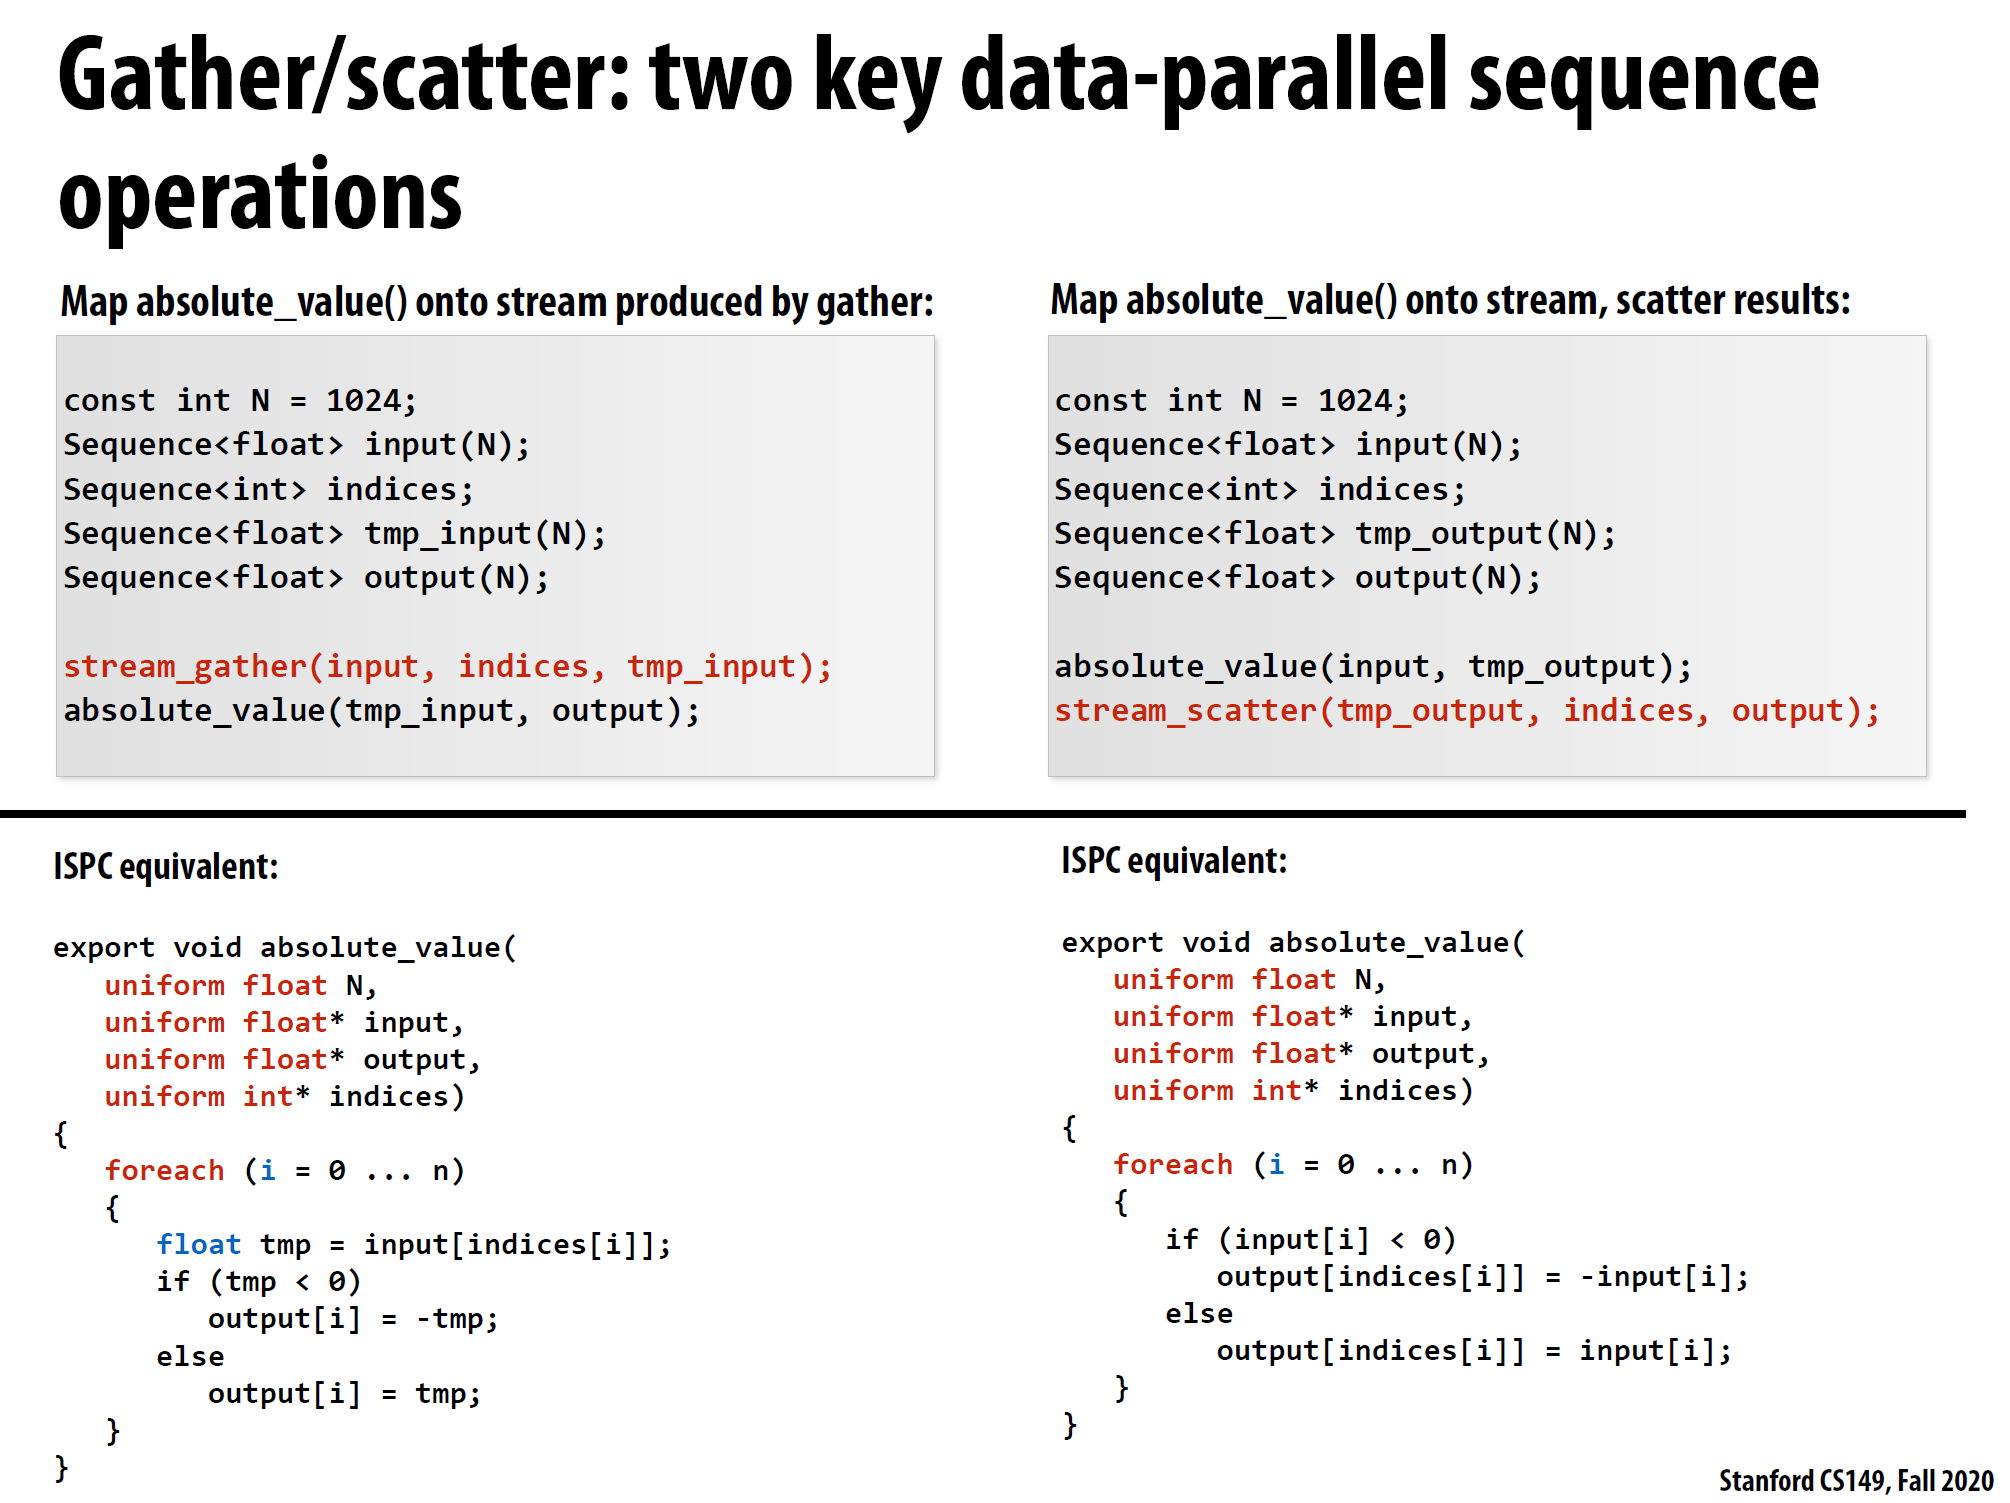 Gather/scatter: two key data-parallel sequence
operations
Map absolute_value() onto stream produced by gather:
const int N = 1024;
Sequence<float> input(N);
Sequence<int> indices;
Sequence<float> tmp_input(N);
Sequence<float> output(N);
stream_gather(input, indices, tmp_input);
absolute_value(tmp_input, output);
Map absolute_value() onto stream, scatter results:
const int N = 1024;
Sequence<float> input(N);
Sequence<int> indices;
Sequence<float> tmp_output(N);
Sequence<float> output(N);
absolute_value(input, tmp_output);
stream_scatter(tmp_output, indices, output);
ISPC equivalent:
export void absolute_value(
   uniform float N,
   uniform float* input,
   uniform float* output,
   uniform int* indices)
{
   foreach (i = 0 ... n)
   {
      float tmp = input[indices[i]];
      if (tmp < 0)
         output[i] = -tmp;
      else
         output[i] = tmp;
   }
}
ISPC equivalent:
export void absolute_value(
   uniform float N,
   uniform float* input,
   uniform float* output,
   uniform int* indices)
{
   foreach (i = 0 ... n)
   {
      if (input[i] < 0)
         output[indices[i]] = -input[i];
      else
         output[indices[i]] = input[i];
   }
}
Stanford CS149, Fall 2020